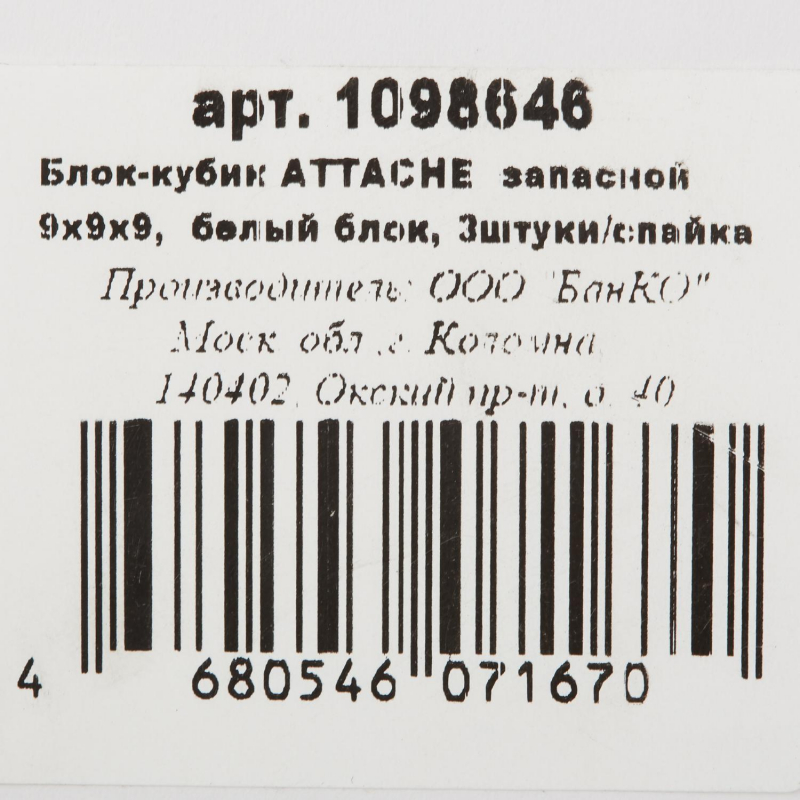 арт. 1098646
Блок-кубик ATTACHE запасной
9х9х9, белый блок, 3штуки/спайка
Производитель: ООО "БанКО"
Моск. обл., г. Коломна,
140402, Окский пр-т, д. 40
4 680546 071670